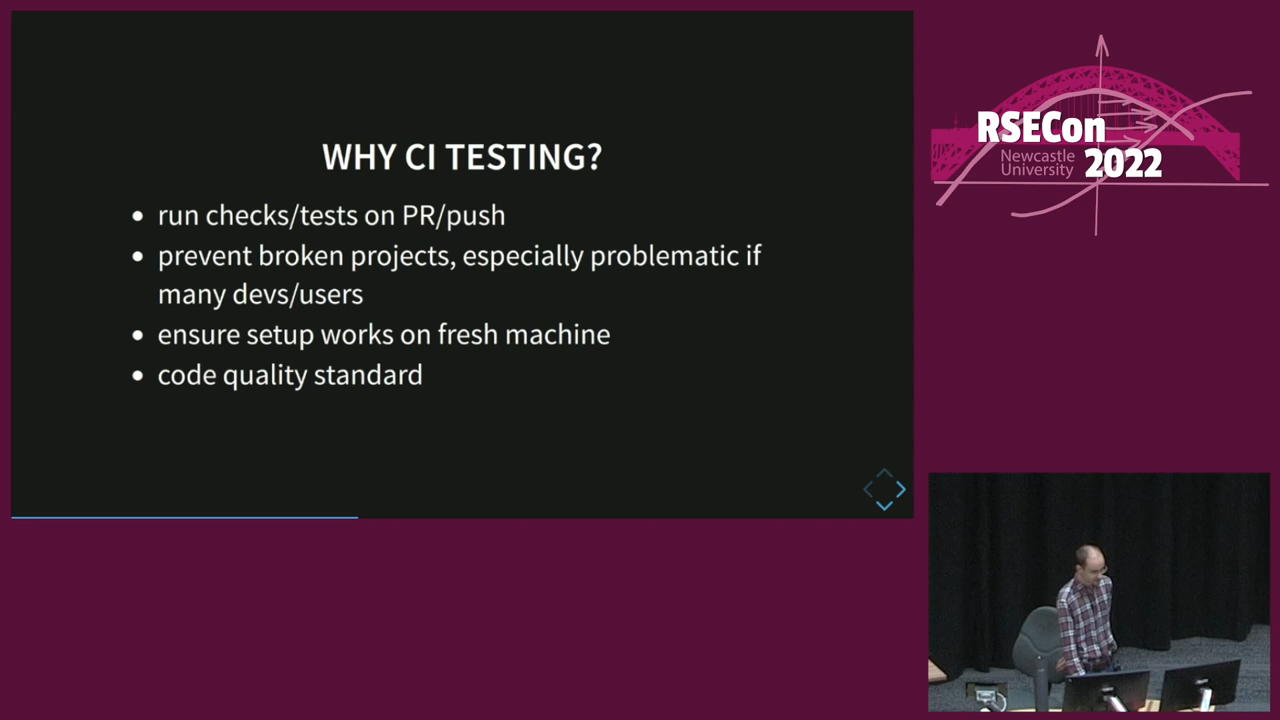 WHY CI TESTING?
run checks/tests on PR/push
prevent broken projects, especially problematic if
many devs/users
ensure setup works on fresh machine
code quality standard
RSECon
Newcastle
University
2022